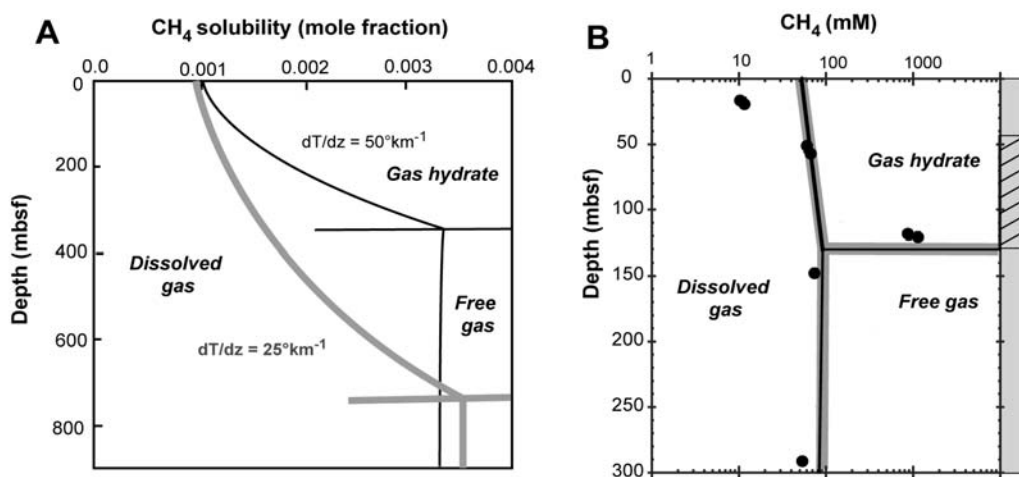 A
CH₄ solubility (mole fraction)
0.0 0.001 0.002 0.003 0.004
0
200
400
600
800
Depth (mbsf)
dT/dz = 50°km⁻¹
Gas hydrate
Dissolved
gas
Free
gas
dT/dz = 25°km⁻¹
B
CH₄ (mM)
1 10 100 1000
0
50
100
150
200
250
300
Depth (mbsf)
Gas hydrate
Dissolved
gas
Free gas